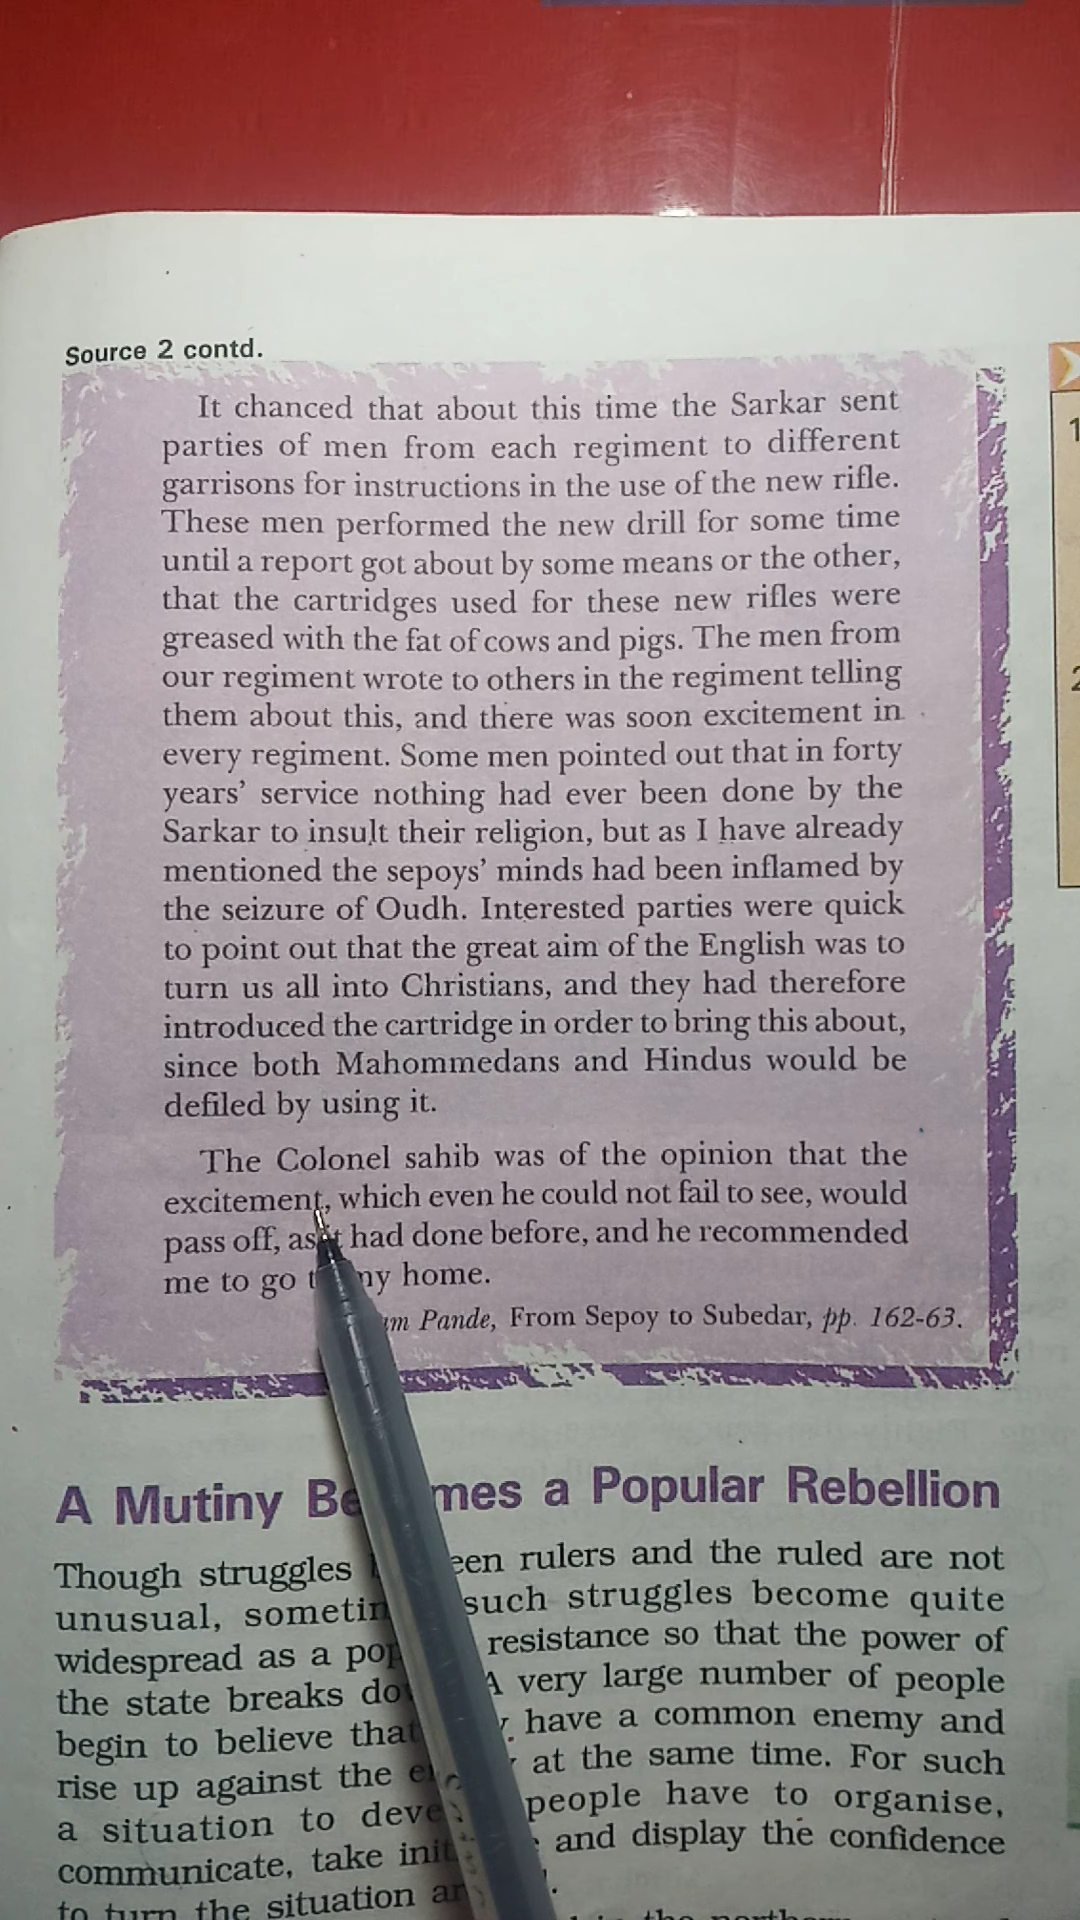 Source 2 contd.
It chanced that about this time the Sarkar sent
parties of men from each regiment to different
garrisons for instructions in the use of the new rifle.
These men performed the new drill for some time
until a report got about by some means or the other,
that the cartridges used for these new rifles were
greased with the fat of cows and pigs. The men from
our regiment wrote to others in the regiment telling
them about this, and there was soon excitement in
every regiment. Some men pointed out that in forty
years' service nothing had ever been done by the
Sarkar to insult their religion, but as I have already
mentioned the sepoys' minds had been inflamed by
the seizure of Oudh. Interested parties were quick
to point out that the great aim of the English was to
turn us all into Christians, and they had therefore
introduced the cartridge in order to bring this about,
since both Mahommedans and Hindus would be
defiled by using it.
The Colonel sahib was of the opinion that the
excitement, which even he could not fail to see, would
pass off, as it had done before, and he recommended
me to go my home.
Pande, From Sepoy to Subedar, pp. 162-63.
A Mutiny Becomes a Popular Rebellion
Though struggles rulers and the ruled are not
unusual, such struggles become quite
widespread as a resistance so that the power of
the state breaks A very large number of people
begin to believe that have a common enemy and
rise up against the at the same time. For such
a situation to people have to organise,
communicate, take and display the confidence
to turn the situation
the
1
2